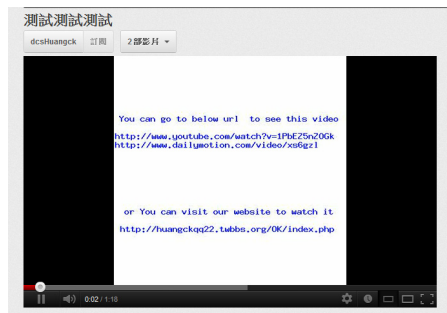 測試測試測試
dcsHuangck 訂閱 2 部影片
You can go to below url to see this video
http://www.youtube.com/watch?v=1PbEZ5nZOGk
http://www.dailymotion.com/video/xs6gzl
or You can visit our website to watch it
http://huangckqq22.twbbs.org/OK/index.php
0:02 / 1:18